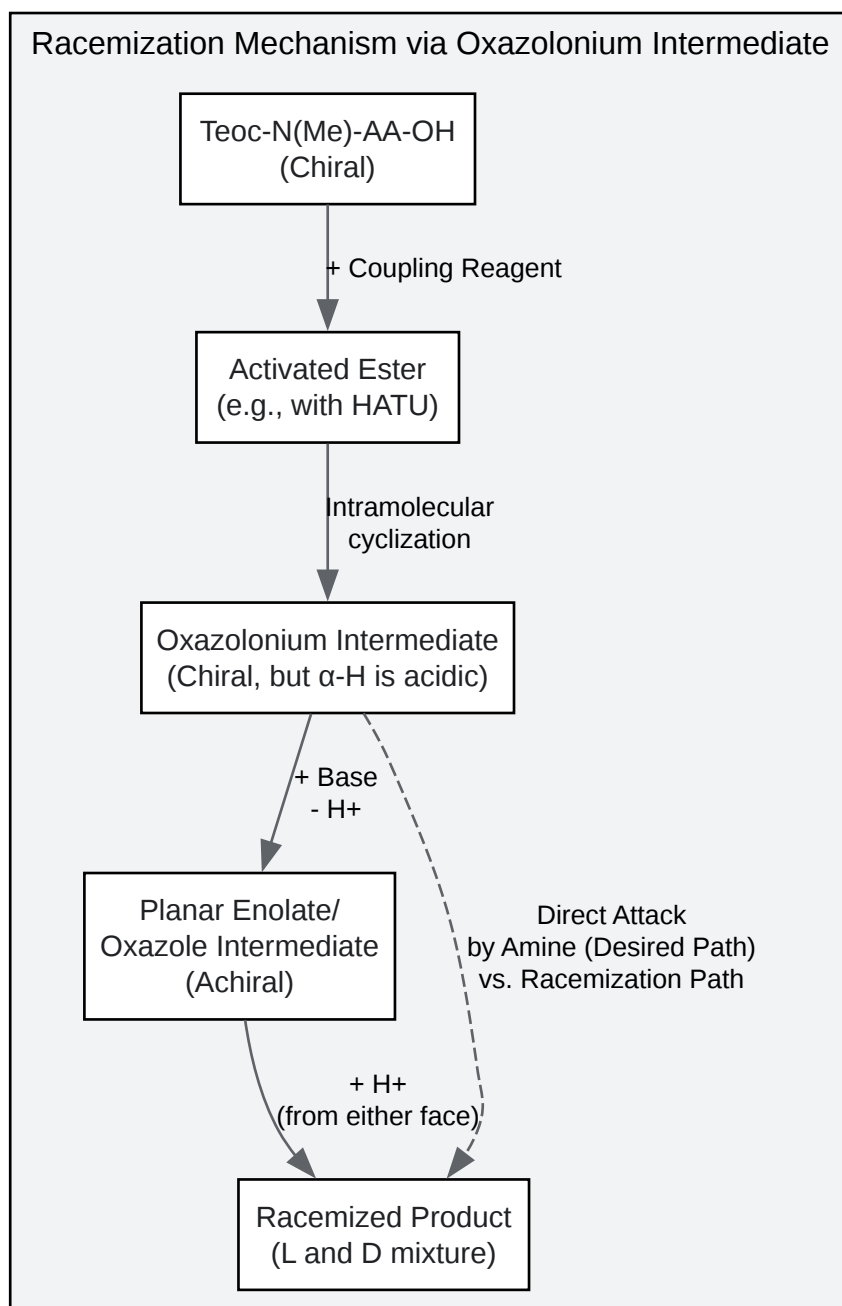 Racemization Mechanism via Oxazolonium Intermediate
Teoc-N(Me)-AA-OH
(Chiral)
+ Coupling Reagent
Activated Ester
(e.g., with HATU)
Intramolecular
cyclization
Oxazolonium Intermediate
(Chiral, but α-H is acidic)
+ Base
- H+
Planar Enolate/
Oxazole Intermediate
(Achiral)
Direct Attack
by Amine (Desired Path)
vs. Racemization Path
+ H+
(from either face)
Racemized Product
(L and D mixture)